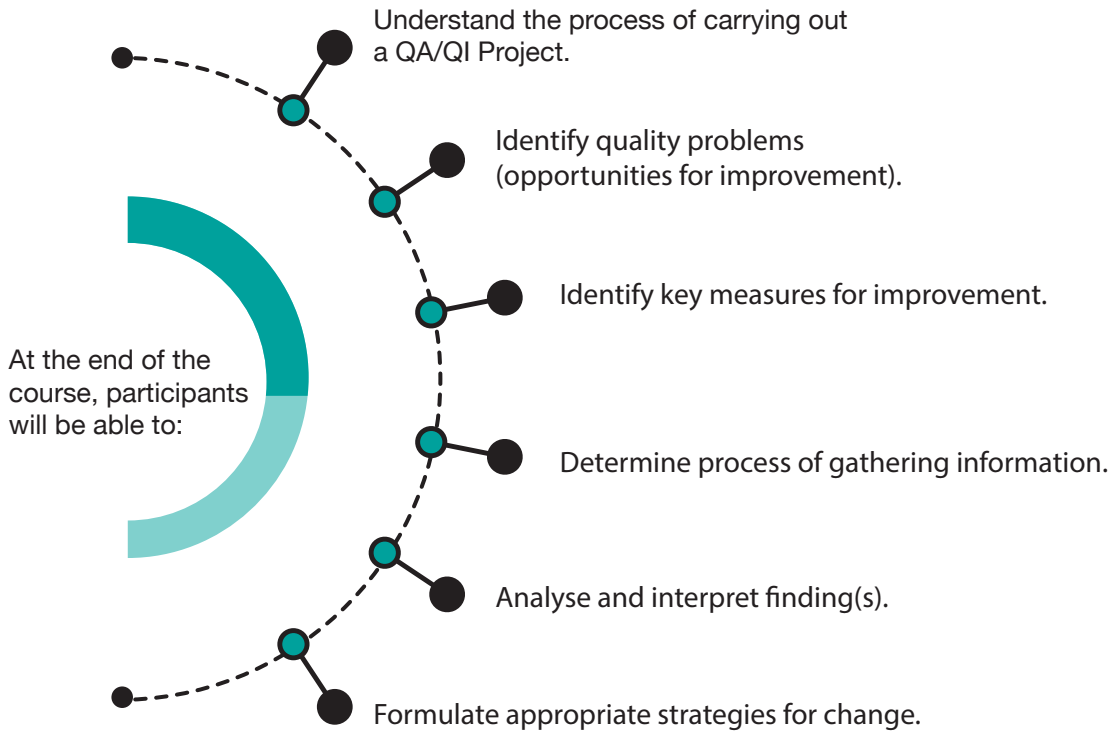 Understand the process of carrying out
a QA/QI Project.
Identify quality problems
(opportunities for improvement).
Identify key measures for improvement.
At the end of the
course, participants
will be able to:
Determine process of gathering information.
Analyse and interpret finding(s).
Formulate appropriate strategies for change.